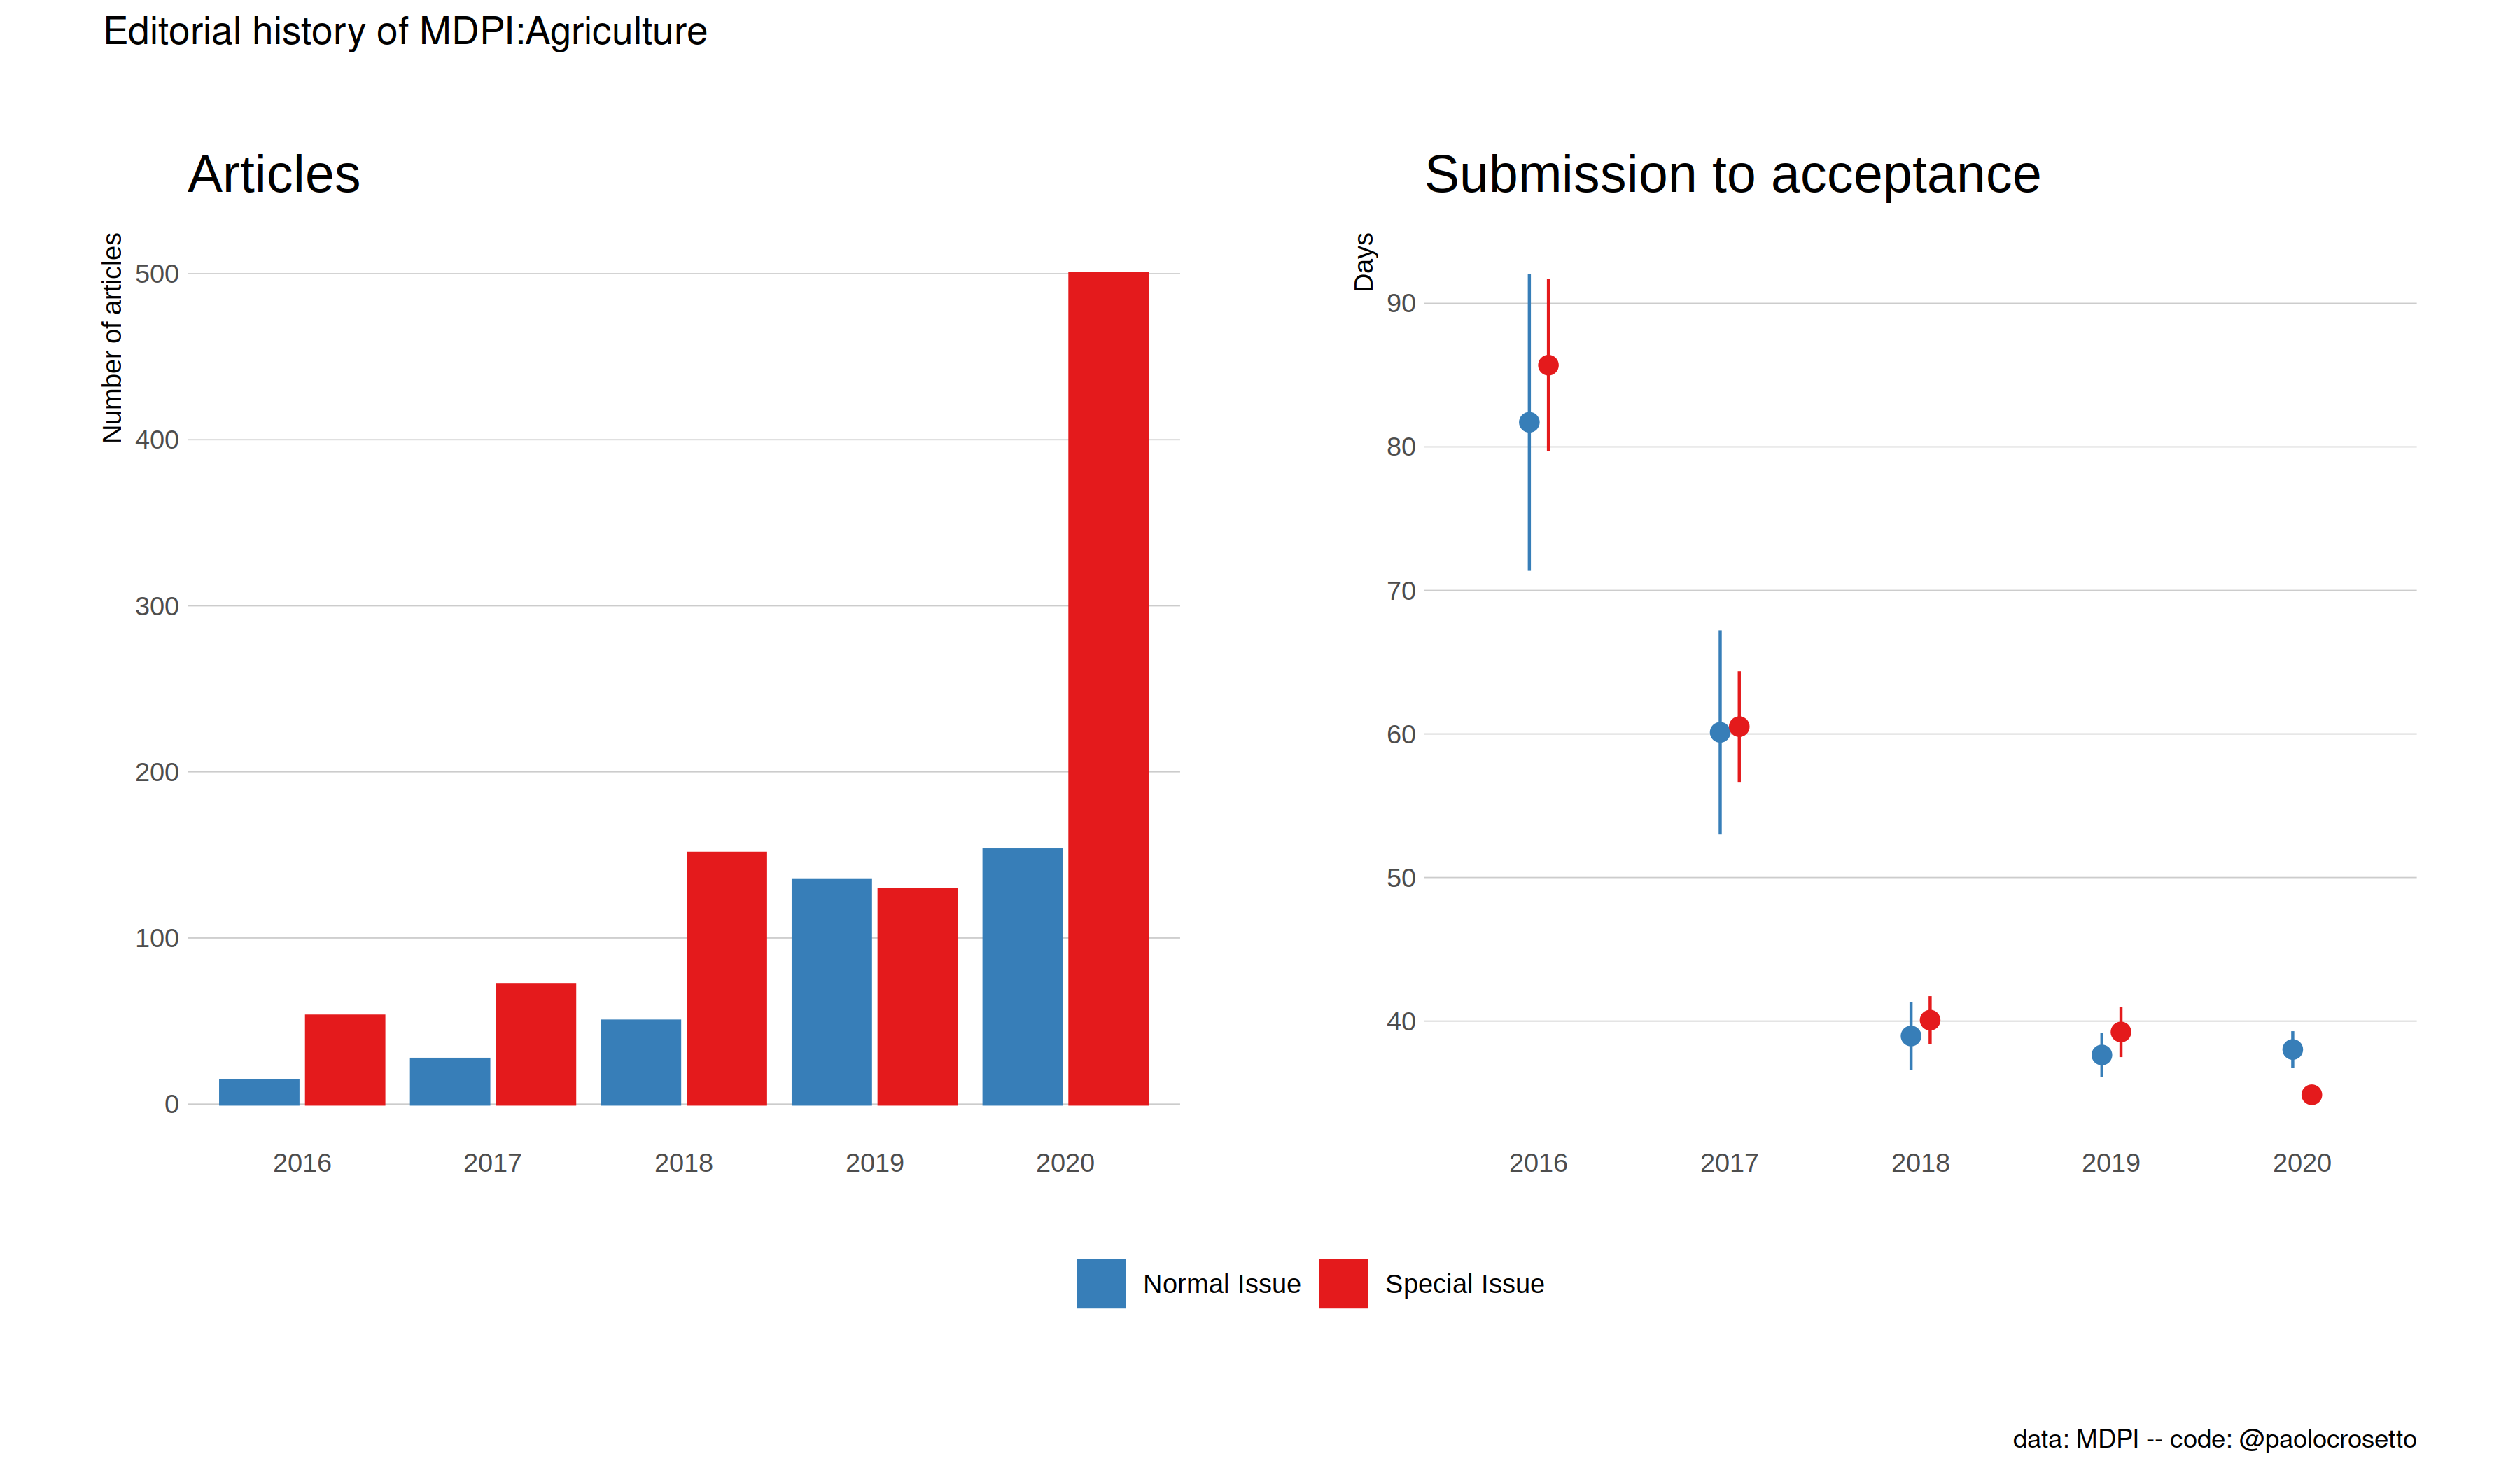 Editorial history of MDPI:Agriculture
Articles
Number of articles
500
400
300
200
100
0
2016 2017 2018 2019 2020
Submission to acceptance
Days
90
80
70
60
50
40
2016 2017 2018 2019 2020
Normal Issue Special Issue
data: MDPI -- code: @paolocrosetto